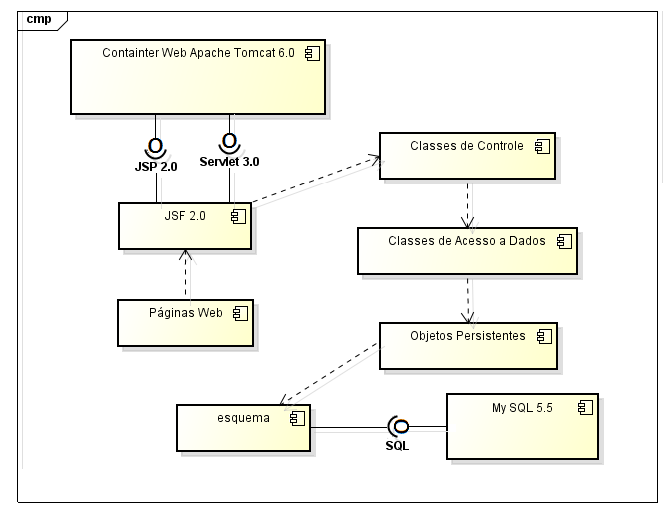 cmp
Containter Web Apache Tomcat 6.0
JSP 2.0
Servlet 3.0
Classes de Controle
JSF 2.0
Classes de Acesso a Dados
Páginas Web
Objetos Persistentes
esquema
My SQL 5.5
SQL